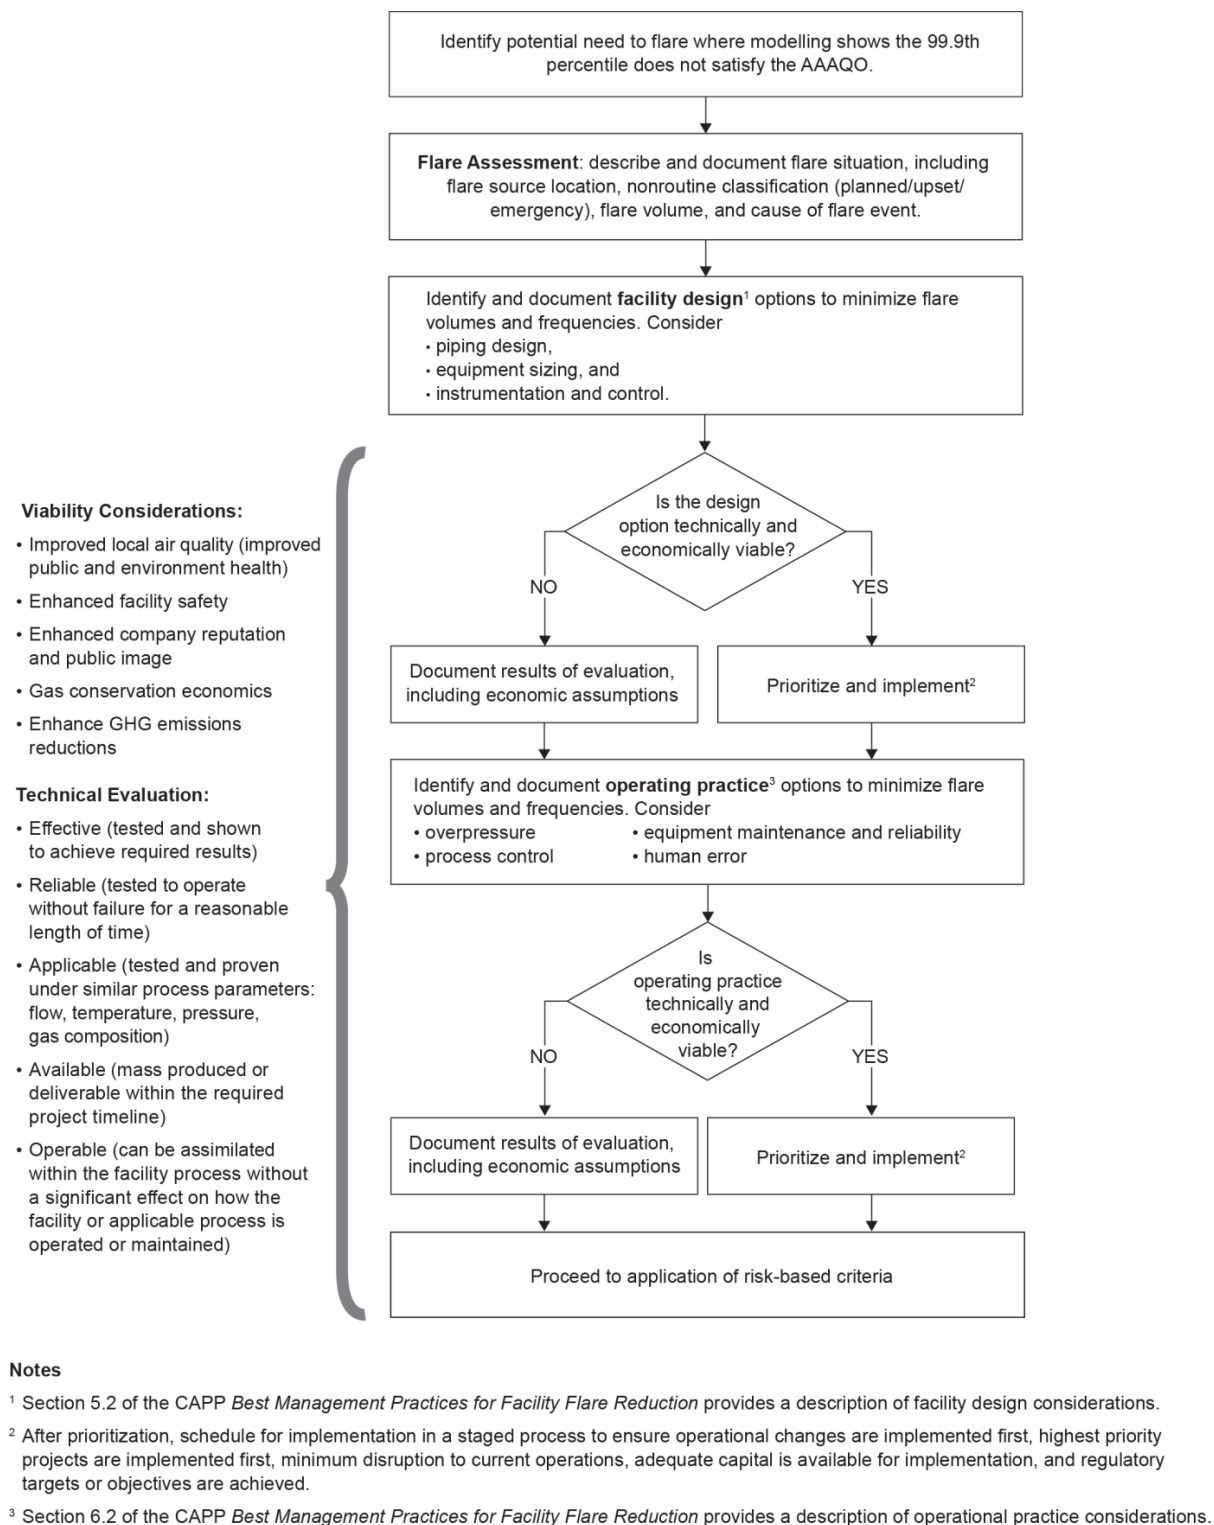 Identify potential need to flare where modelling shows the 99.9th
percentile does not satisfy the AAAQO.
Flare Assessment: describe and document flare situation, including
flare source location, nonroutine classification (planned/upset/
emergency), flare volume, and cause of flare event.
Identify and document facility design¹ options to minimize flare
volumes and frequencies. Consider
• piping design,
• equipment sizing, and
• instrumentation and control.
Is the design
option technically and
economically viable?
NO
YES
Document results of evaluation,
including economic assumptions
Prioritize and implement²
Identify and document operating practice³ options to minimize flare
volumes and frequencies. Consider
• overpressure
• equipment maintenance and reliability
• process control
• human error
Is
operating practice
technically and
economically
viable?
NO
YES
Document results of evaluation,
including economic assumptions
Prioritize and implement²
Proceed to application of risk-based criteria
Viability Considerations:
• Improved local air quality (improved
public and environment health)
• Enhanced facility safety
• Enhanced company reputation
and public image
• Gas conservation economics
• Enhance GHG emissions
reductions
Technical Evaluation:
• Effective (tested and shown
to achieve required results)
• Reliable (tested to operate
without failure for a reasonable
length of time)
• Applicable (tested and proven
under similar process parameters:
flow, temperature, pressure,
gas composition)
• Available (mass produced or
deliverable within the required
project timeline)
• Operable (can be assimilated
within the facility process without
a significant effect on how the
facility or applicable process is
operated or maintained)
Notes
¹ Section 5.2 of the CAPP Best Management Practices for Facility Flare Reduction provides a description of facility design considerations.
² After prioritization, schedule for implementation in a staged process to ensure operational changes are implemented first, highest priority
projects are implemented first, minimum disruption to current operations, adequate capital is available for implementation, and regulatory
targets or objectives are achieved.
³ Section 6.2 of the CAPP Best Management Practices for Facility Flare Reduction provides a description of operational practice considerations.